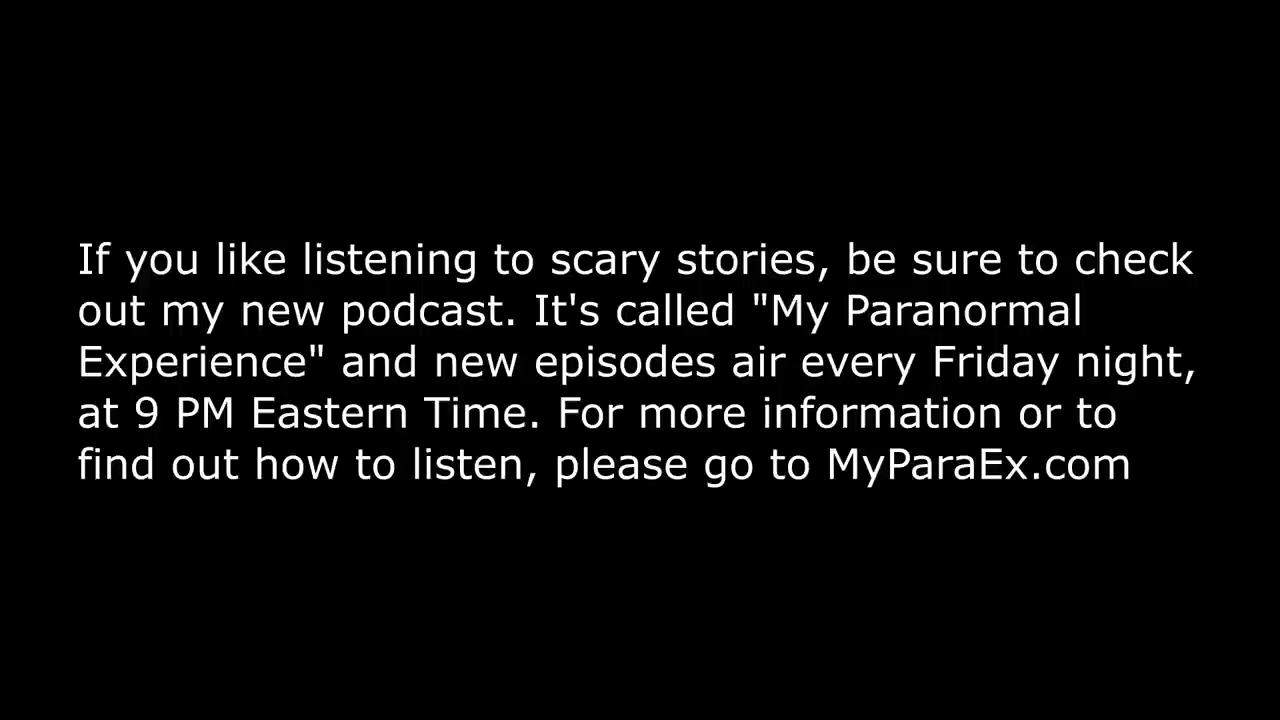 If you like listening to scary stories, be sure to check
out my new podcast. It's called "My Paranormal
Experience" and new episodes air every Friday night,
at 9 PM Eastern Time. For more information or to
find out how to listen, please go to MyParaEx.com